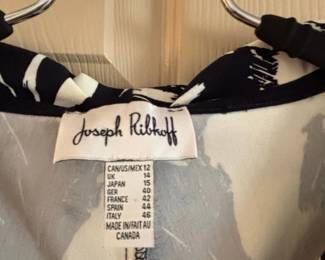 Joseph Ribkoff
CAN/US/MEX 12
UK 14
JAPAN 15
GER 40
FRANCE 42
SPAIN 44
ITALY 46
MADE IN/FAIT AU
CANADA